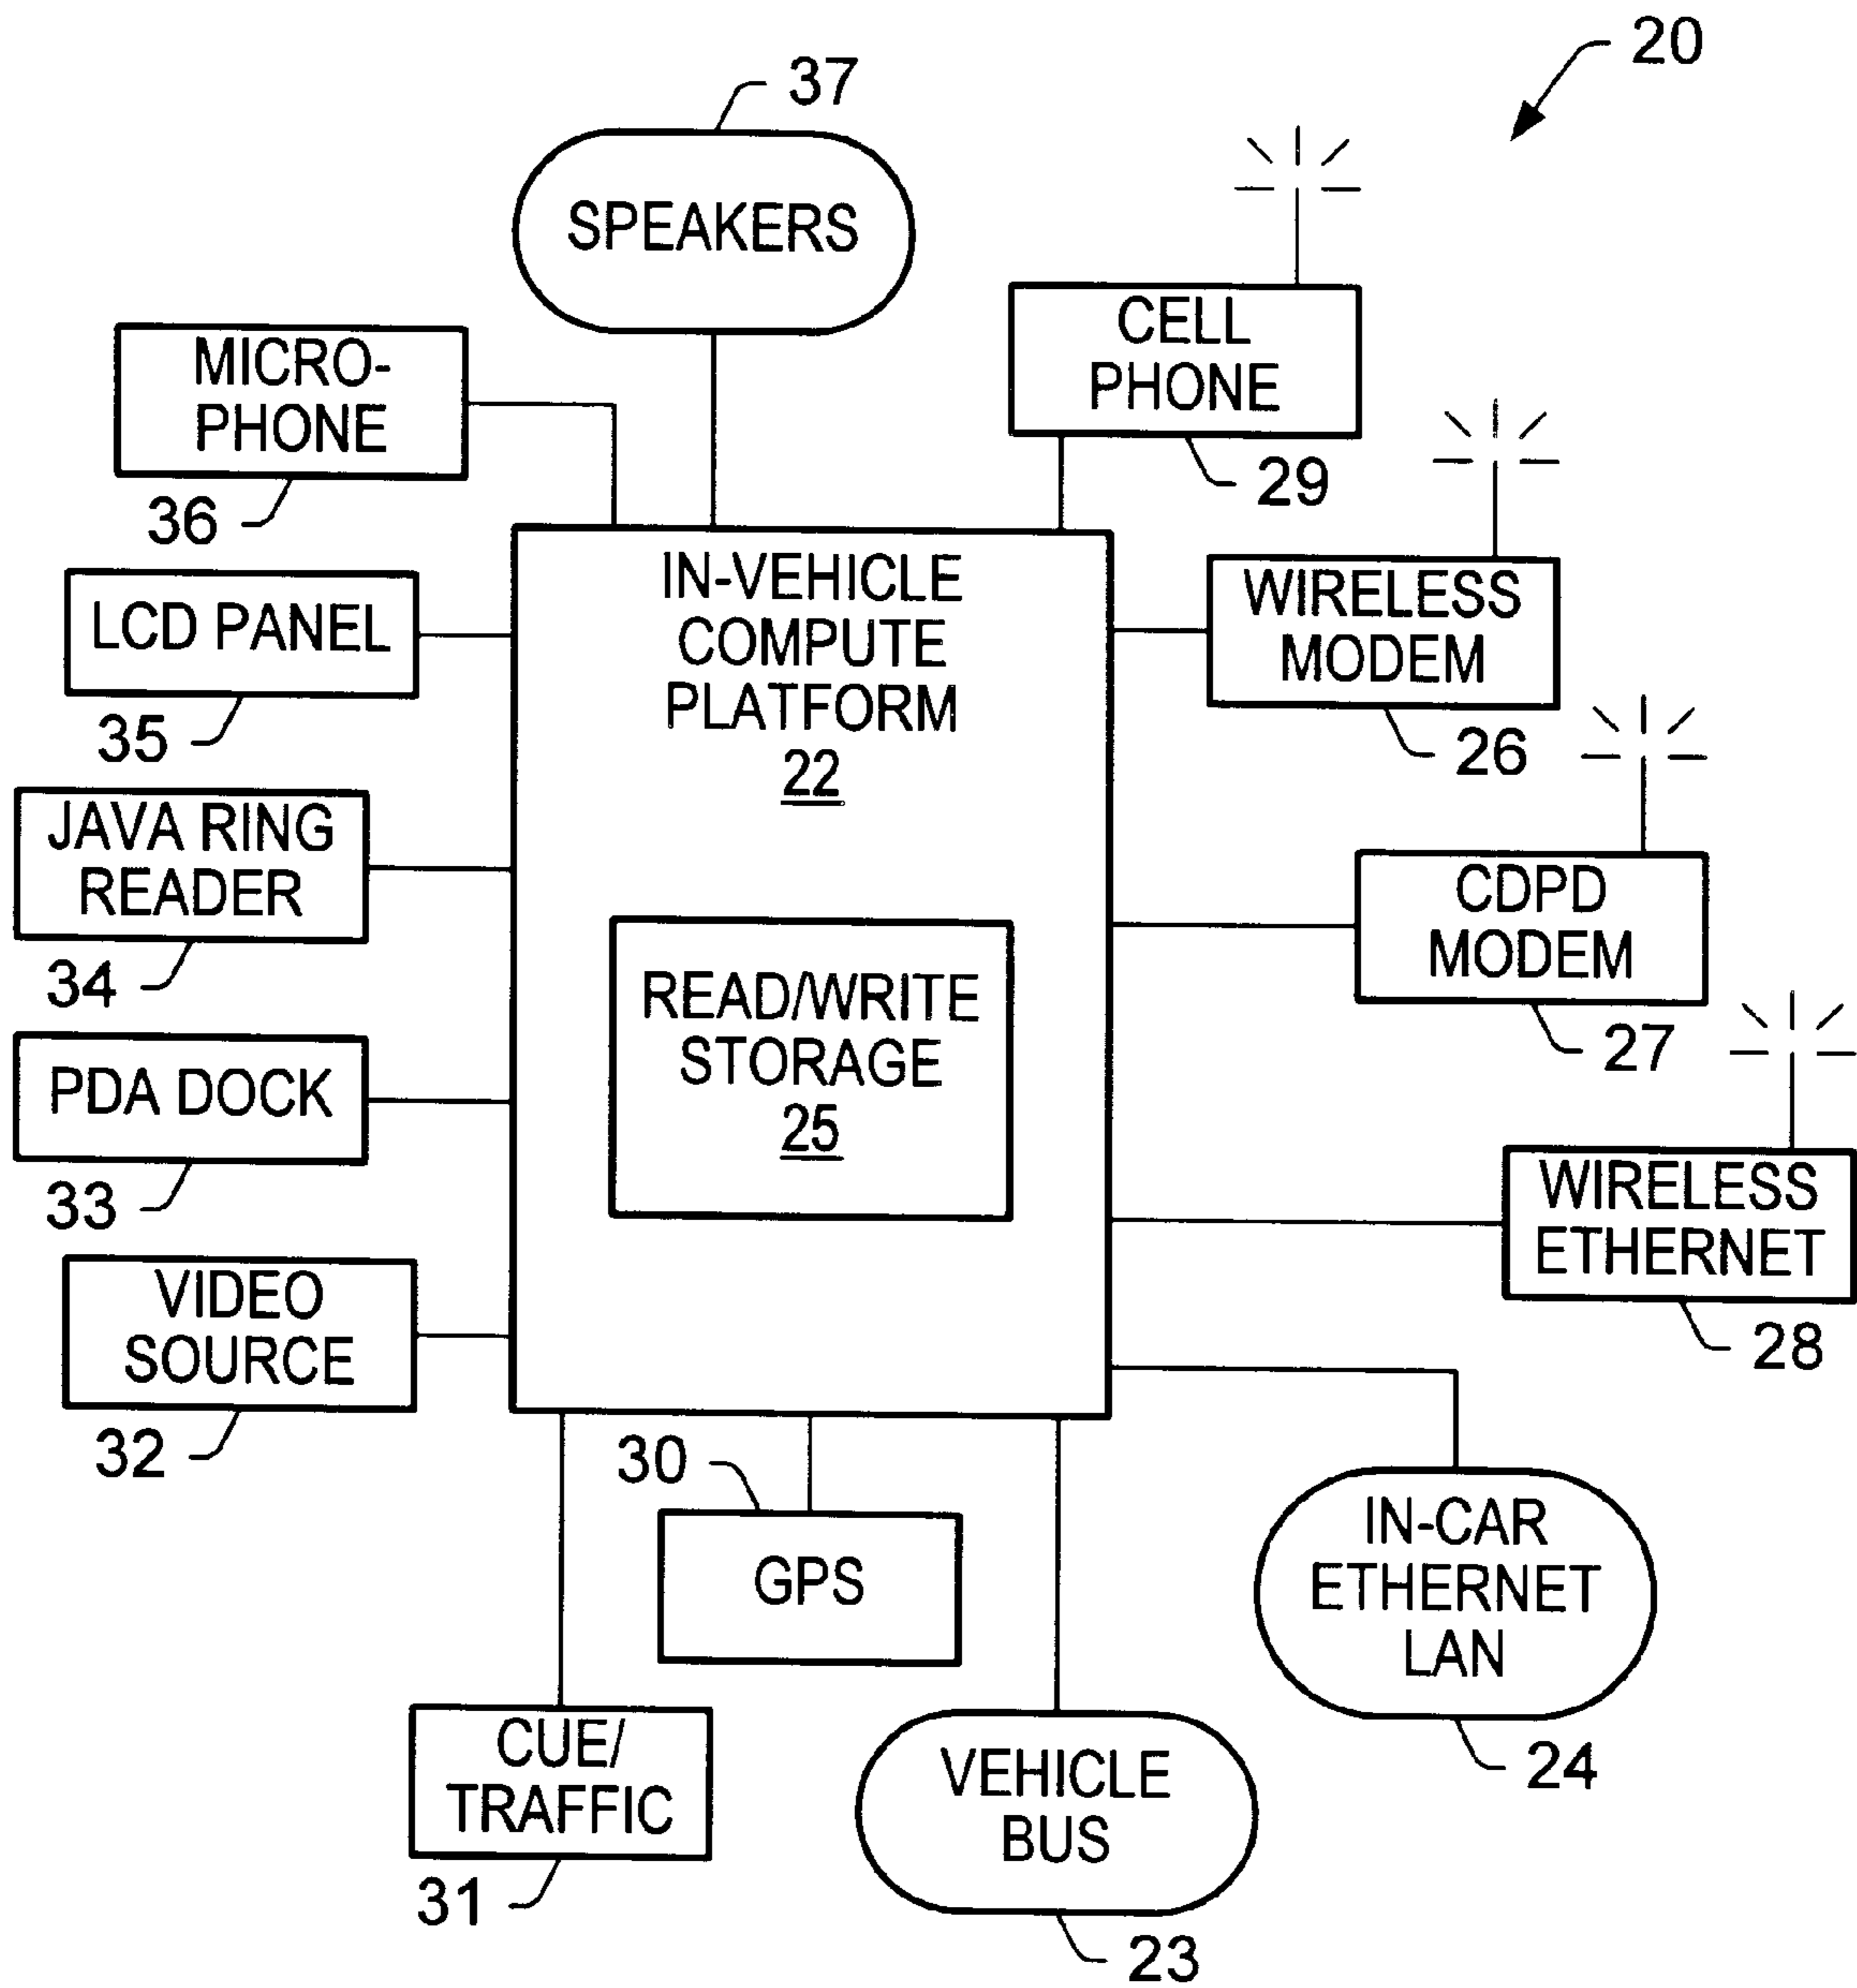 20
37
SPEAKERS
CELL
PHONE
29
MICRO-
PHONE
36
IN-VEHICLE
COMPUTE
PLATFORM
22
WIRELESS
MODEM
26
LCD PANEL
35
JAVA RING
READER
34
CDPD
MODEM
27
READ/WRITE
STORAGE
25
PDA DOCK
33
WIRELESS
ETHERNET
28
VIDEO
SOURCE
32
30
GPS
IN-CAR
ETHERNET
LAN
24
CUE/
TRAFFIC
31
VEHICLE
BUS
23